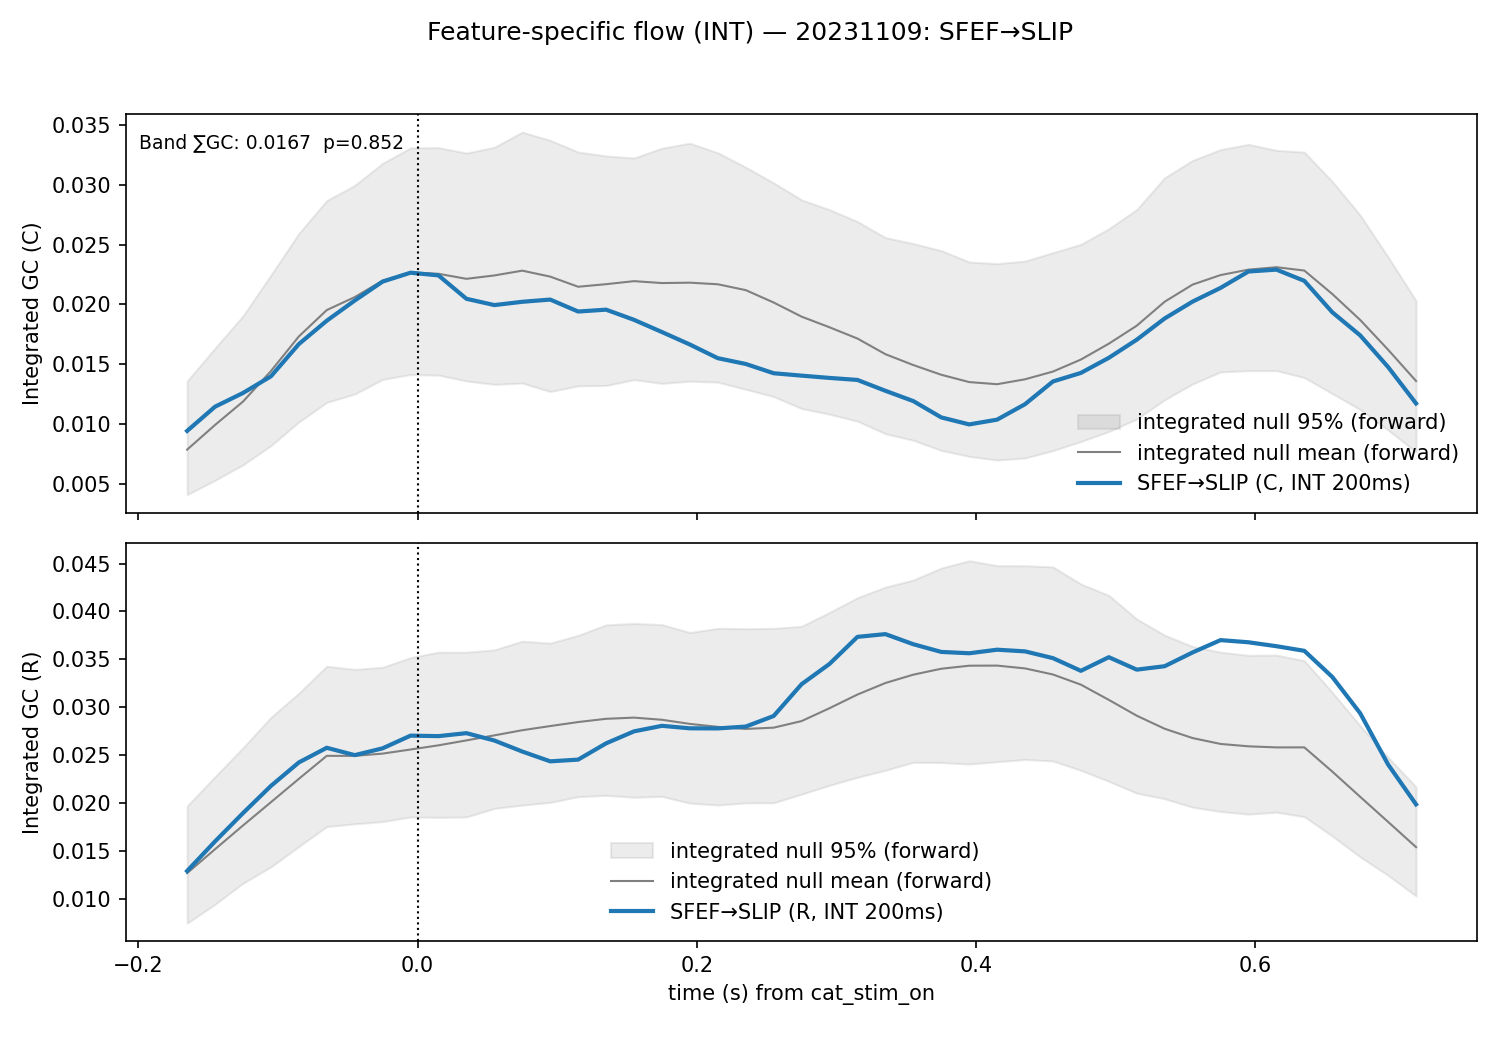 Feature-specific flow (INT) — 20231109: SFEF→SLIP
Band ∑GC: 0.0167  p=0.852
Integrated GC (C)
0.035
0.030
0.025
0.020
0.015
0.010
0.005
integrated null 95% (forward)
integrated null mean (forward)
SFEF→SLIP (C, INT 200ms)
Integrated GC (R)
0.045
0.040
0.035
0.030
0.025
0.020
0.015
0.010
integrated null 95% (forward)
integrated null mean (forward)
SFEF→SLIP (R, INT 200ms)
−0.2 0.0 0.2 0.4 0.6
time (s) from cat_stim_on